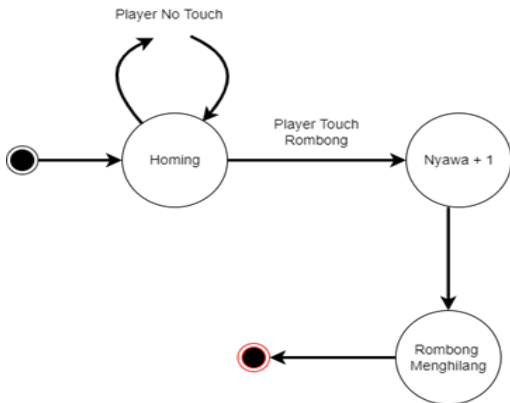 Player No Touch
Player Touch
Rombong
Homing
Nyawa + 1
Rombong
Menghilang